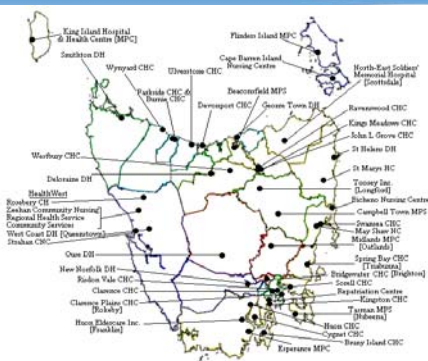 King Island Hospital
& Health Centre [MPC]
Smithton DH
Wynyard CHC
Parkside CHC &
Burnie CHC
Ulverstone CHC
Devonport CHC
Beaconsfield MPS
George Town DH
Flinders Island MPC
Cape Barren Island
Nursing Centre
North-East Soldiers'
Memorial Hospital
[Scottsdale]
Ravenswood CHC
Kings Meadows CHC
John L Grove CHC
St Helens DH
St Marys HC
Toosey Inc.
[Longford]
Bicheno Nursing Centre
Campbell Town MPS
Swansea CHC
May Shaw NC
Midlands MPC
[Oatlands]
Spring Bay CHC
[Triabunna]
Bridgewater CHC [Brighton]
Sorell CHC
Repatriation Centre
Kingston CHC
Tasman MPS
[Nubeena]
Huon CHC
Cygnet CHC
Bruny Island CHC
Esperance MPC
Westbury CHC
Deloraine DH
HealthWest
Rosebery CH
Zeehan Community Nursing
Regional Health Service
Community Services
West Coast DH [Queenstown]
Strahan CHC
Ouse DH
New Norfolk DH
Risdon Vale CHC
Clarence CHC
Clarence Plains CHC
[Rokeby]
Huon Eldercare Inc.
[Franklin]